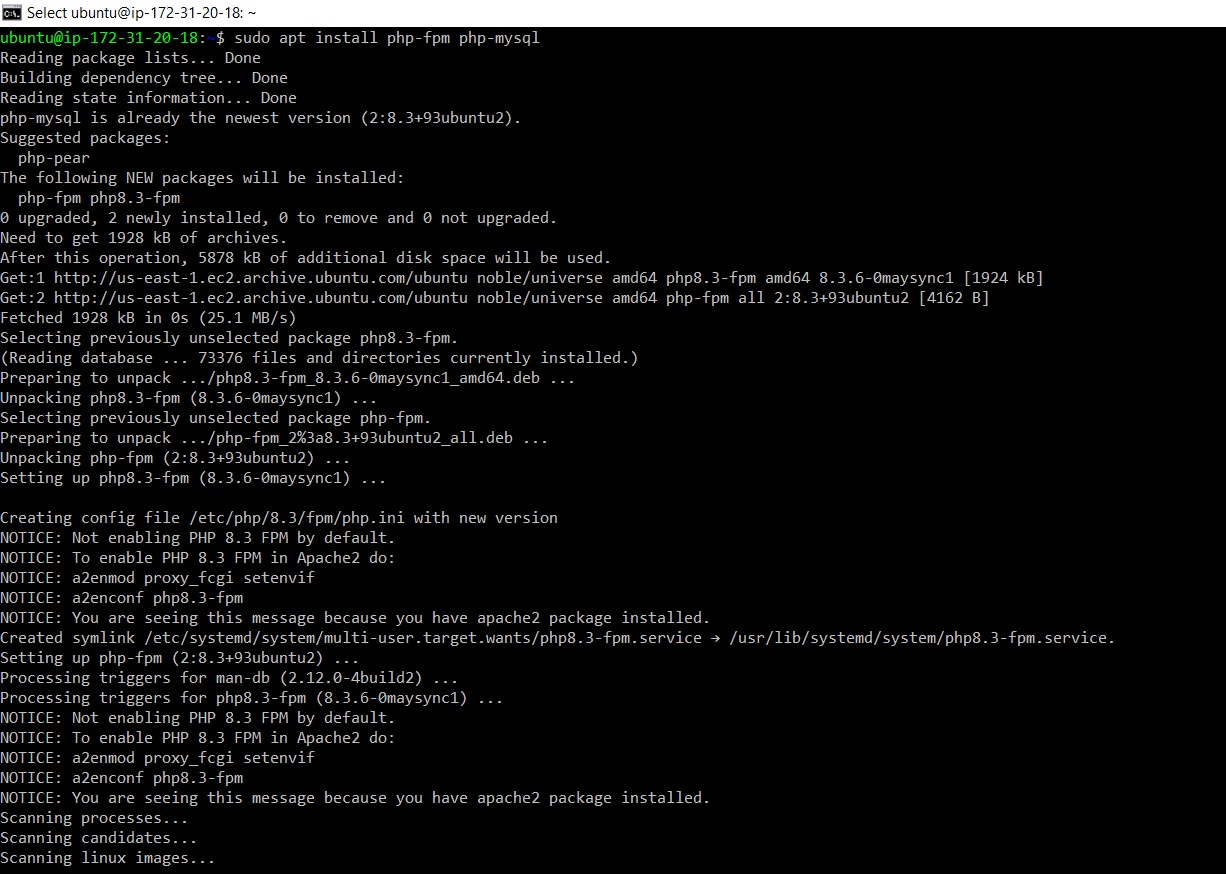 Select ubuntu@ip-172-31-20-18: ~
ubuntu@ip-172-31-20-18:~$ sudo apt install php-fpm php-mysql
Reading package lists... Done
Building dependency tree... Done
Reading state information... Done
php-mysql is already the newest version (2:8.3+93ubuntu2).
Suggested packages:
  php-pear
The following NEW packages will be installed:
  php-fpm php8.3-fpm
0 upgraded, 2 newly installed, 0 to remove and 0 not upgraded.
Need to get 1928 kB of archives.
After this operation, 5878 kB of additional disk space will be used.
Get:1 http://us-east-1.ec2.archive.ubuntu.com/ubuntu noble/universe amd64 php8.3-fpm amd64 8.3.6-0maysync1 [1924 kB]
Get:2 http://us-east-1.ec2.archive.ubuntu.com/ubuntu noble/universe amd64 php-fpm all 2:8.3+93ubuntu2 [4162 B]
Fetched 1928 kB in 0s (25.1 MB/s)
Selecting previously unselected package php8.3-fpm.
(Reading database ... 73376 files and directories currently installed.)
Preparing to unpack .../php8.3-fpm_8.3.6-0maysync1_amd64.deb ...
Unpacking php8.3-fpm (8.3.6-0maysync1) ...
Selecting previously unselected package php-fpm.
Preparing to unpack .../php-fpm_2%3a8.3+93ubuntu2_all.deb ...
Unpacking php-fpm (2:8.3+93ubuntu2) ...
Setting up php8.3-fpm (8.3.6-0maysync1) ...

Creating config file /etc/php/8.3/fpm/php.ini with new version
NOTICE: Not enabling PHP 8.3 FPM by default.
NOTICE: To enable PHP 8.3 FPM in Apache2 do:
NOTICE: a2enmod proxy_fcgi setenvif
NOTICE: a2enconf php8.3-fpm
NOTICE: You are seeing this message because you have apache2 package installed.
Created symlink /etc/systemd/system/multi-user.target.wants/php8.3-fpm.service → /usr/lib/systemd/system/php8.3-fpm.service.
Setting up php-fpm (2:8.3+93ubuntu2) ...
Processing triggers for man-db (2.12.0-4build2) ...
Processing triggers for php8.3-fpm (8.3.6-0maysync1) ...
NOTICE: Not enabling PHP 8.3 FPM by default.
NOTICE: To enable PHP 8.3 FPM in Apache2 do:
NOTICE: a2enmod proxy_fcgi setenvif
NOTICE: a2enconf php8.3-fpm
NOTICE: You are seeing this message because you have apache2 package installed.
Scanning processes...
Scanning candidates...
Scanning linux images...